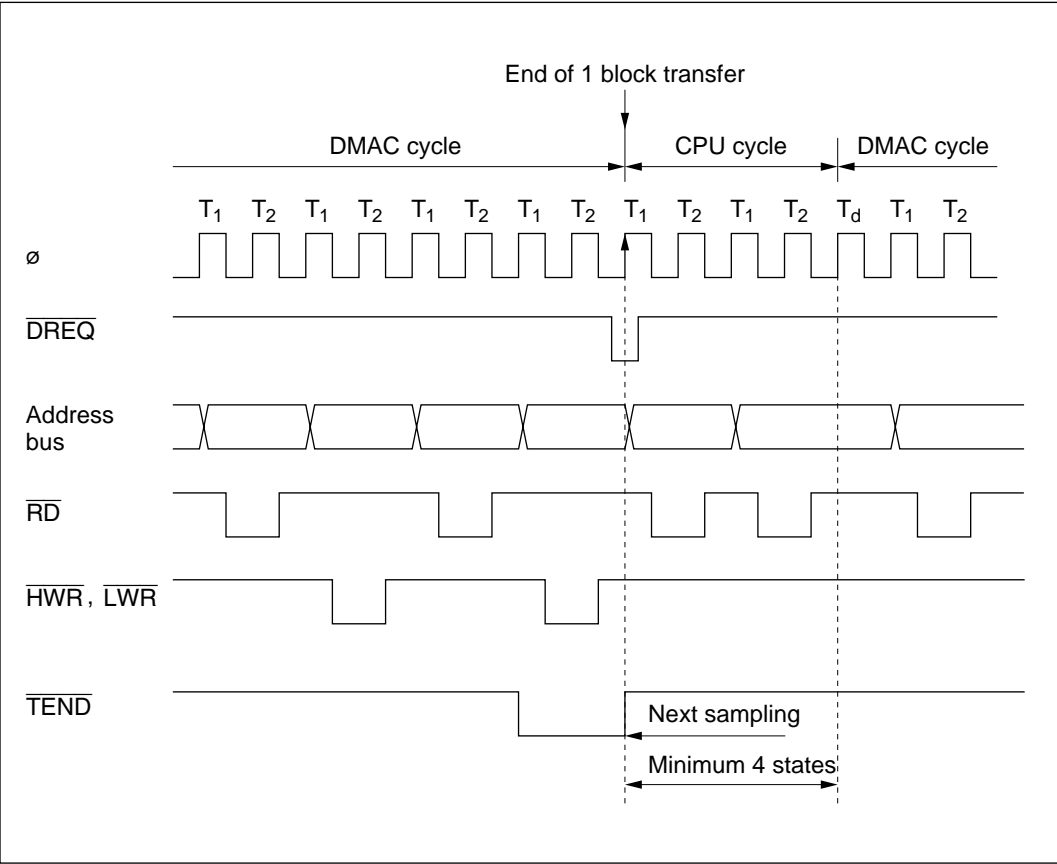 End of 1 block transfer
DMAC cycle CPU cycle DMAC cycle
T1 T2 T1 T2 T1 T2 T1 T2 T1 T2 T1 T2 Td T1 T2
ø
DREQ
Address
bus
RD
HWR, LWR
TEND
Next sampling
Minimum 4 states